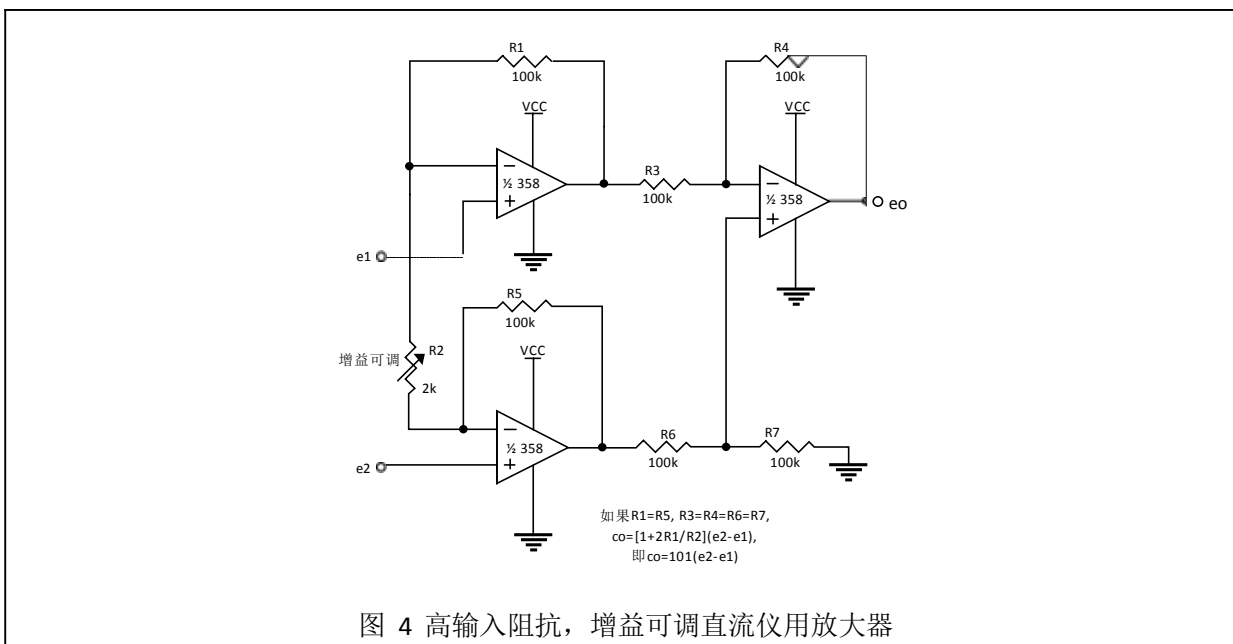 R1
100k
R4
100k
VCC
VCC
½ 358
R3
100k
½ 358
eo
e1
R5
100k
增益可调
R2
2k
VCC
½ 358
R6
100k
R7
100k
e2
如果R1=R5, R3=R4=R6=R7,
co=[1+2R1/R2](e2-e1),
即co=101(e2-e1)
图 4 高输入阻抗，增益可调直流仪用放大器